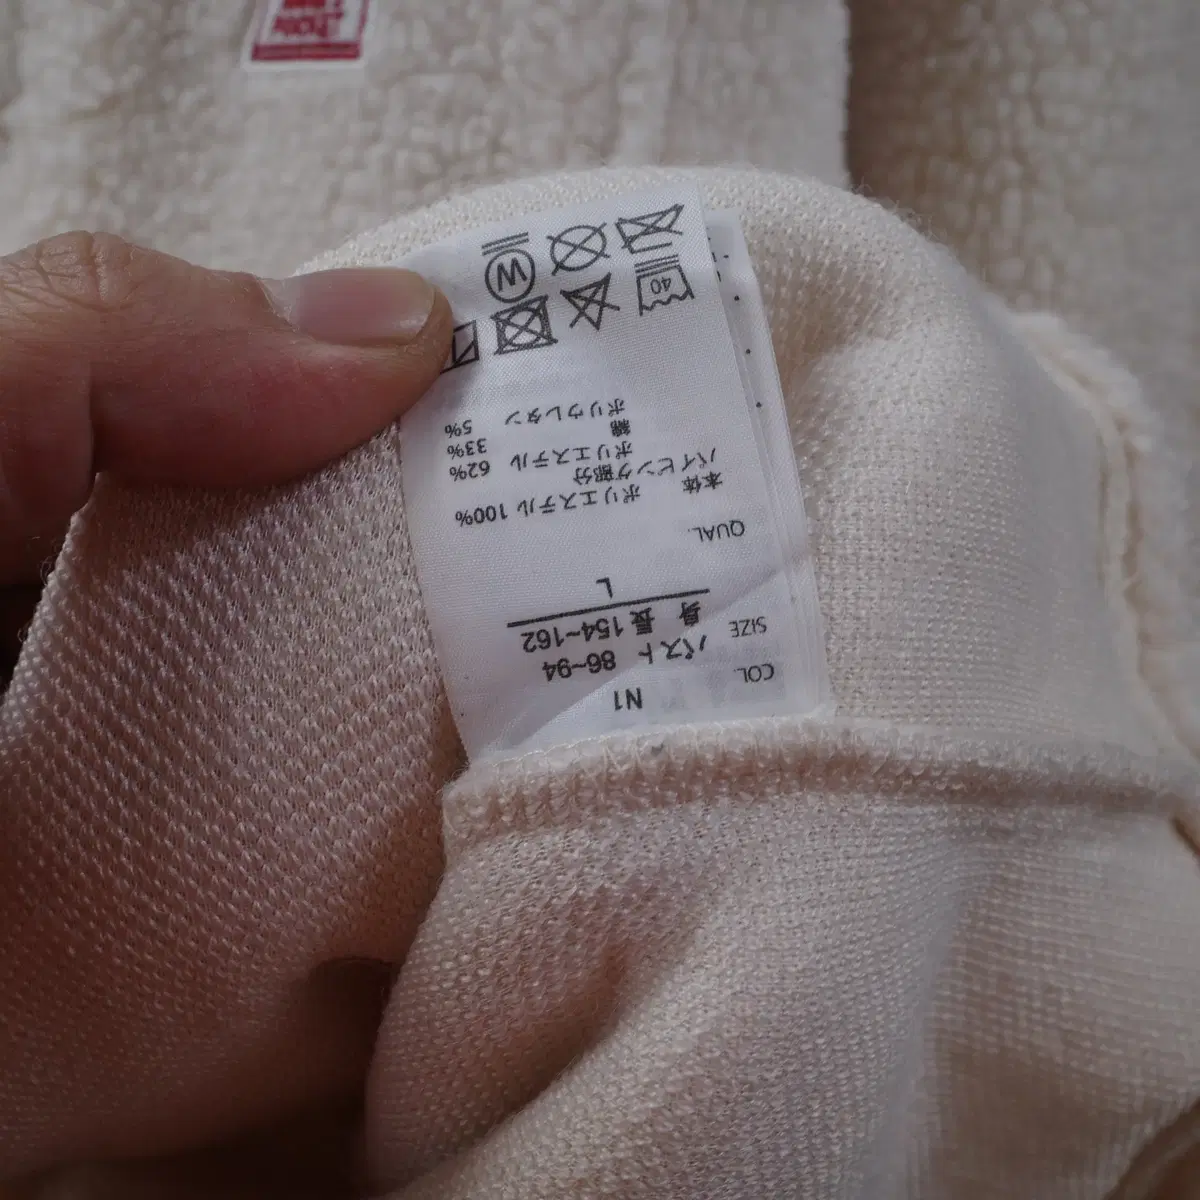 COL. N1
SIZE バスト 86~94
身長 154~162
L
QUAL.
本体 ポリエステル 100%
パイピング部分
ポリエステル 62%
綿 33%
ポリウレタン 5%
40
W